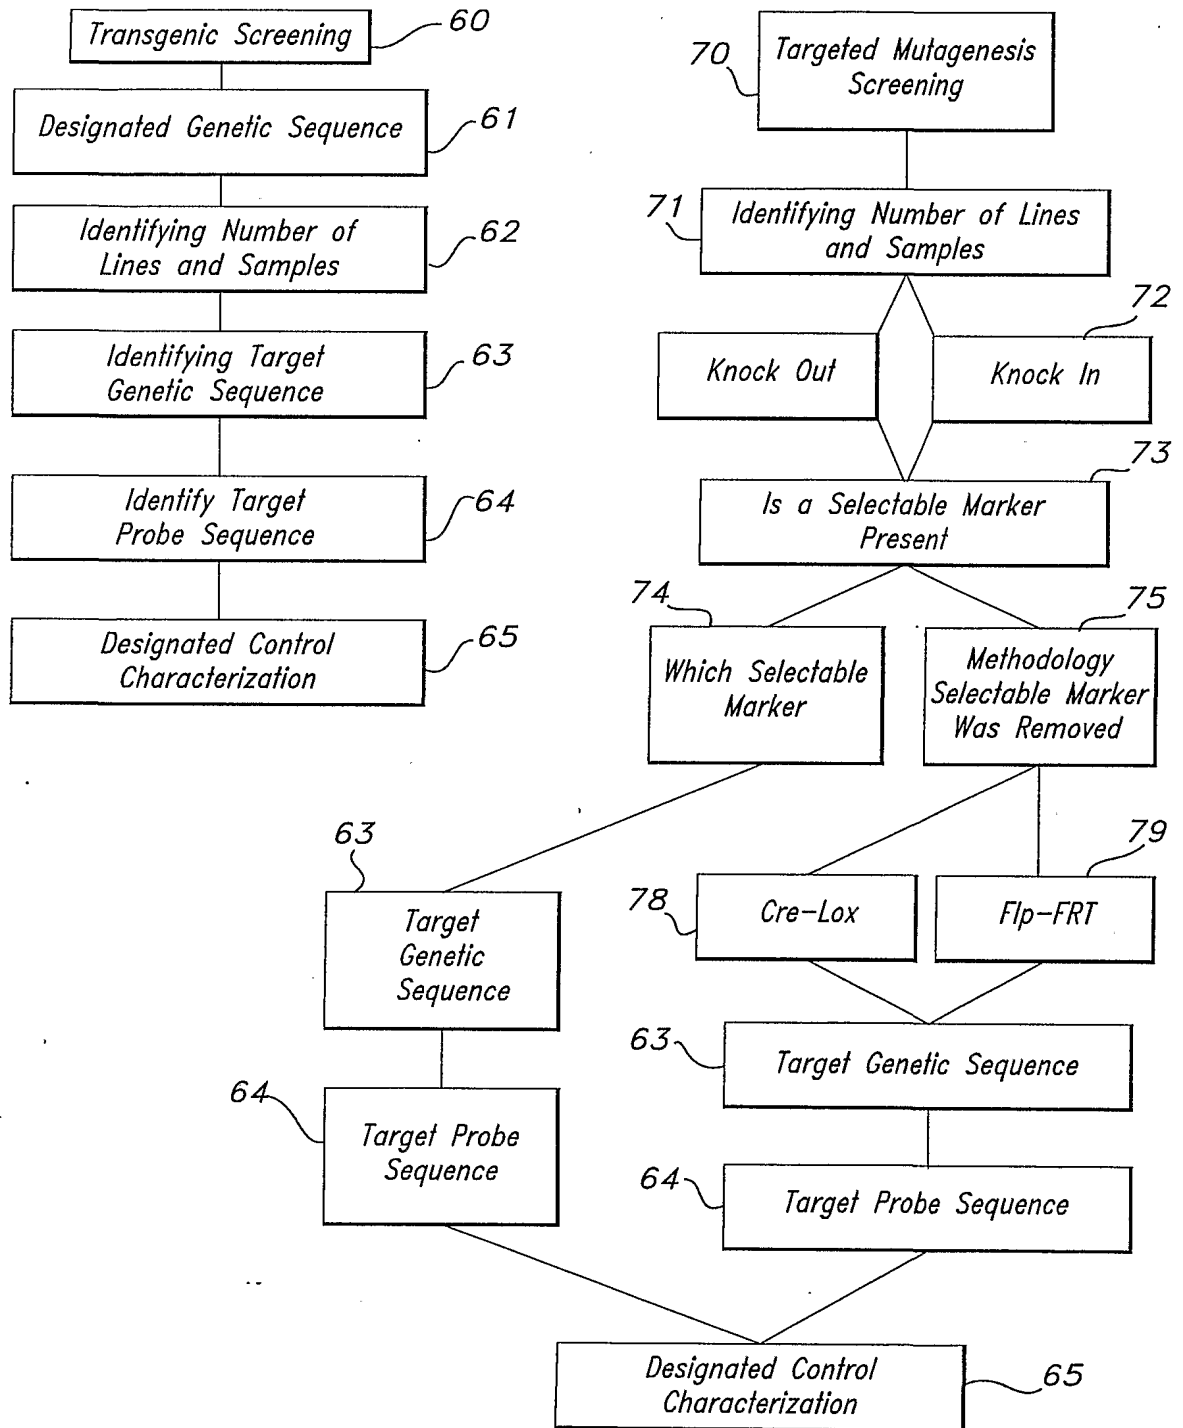 Transgenic Screening
60
Designated Genetic Sequence
61
Identifying Number of
Lines and Samples
62
Identifying Target
Genetic Sequence
63
Identify Target
Probe Sequence
64
Designated Control
Characterization
65
70
Targeted Mutagenesis
Screening
71
Identifying Number of Lines
and Samples
72
Knock Out
Knock In
73
Is a Selectable Marker
Present
74
Which Selectable
Marker
75
Methodology
Selectable Marker
Was Removed
63
Target
Genetic
Sequence
64
Target Probe
Sequence
78
Cre-Lox
79
Flp-FRT
63
Target Genetic Sequence
64
Target Probe Sequence
Designated Control
Characterization
65